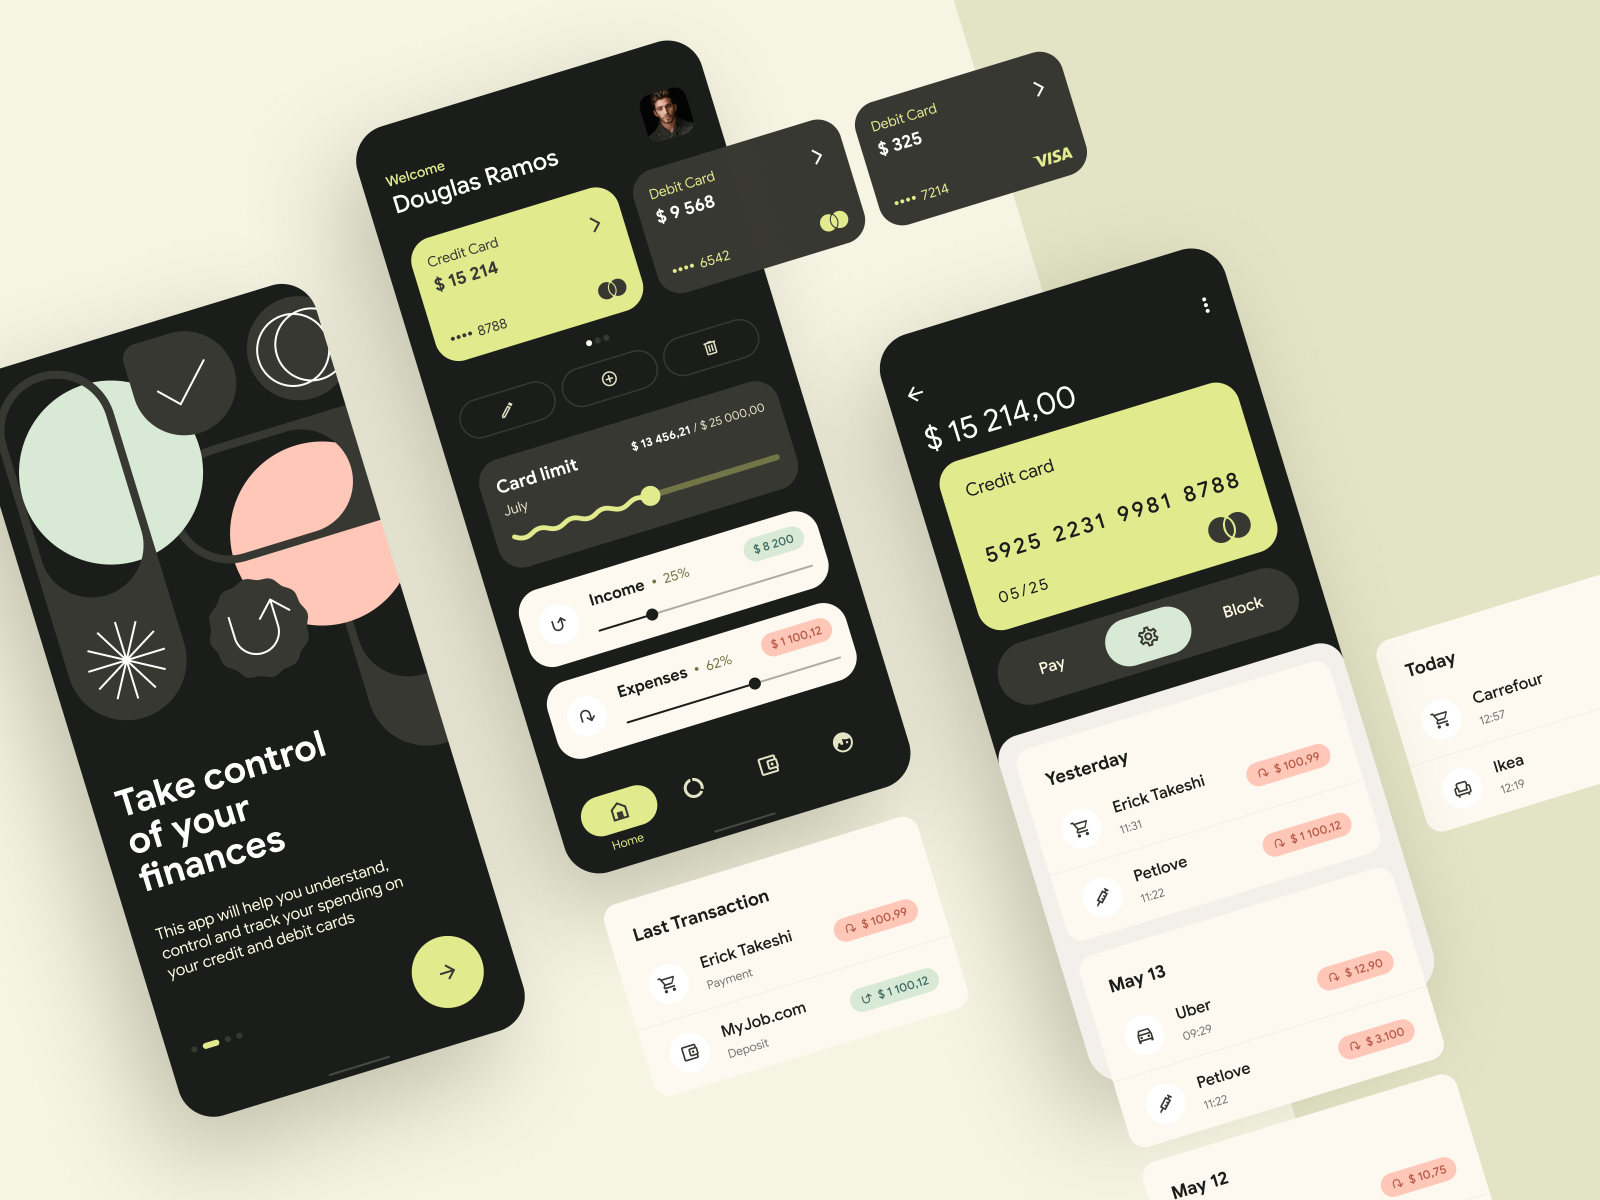 Take control
of your
finances
This app will help you understand,
control and track your spending on
your credit and debit cards
Welcome
Douglas Ramos
Credit Card
$ 15 214
•••• 8788
Debit Card
$ 9 568
•••• 6542
Debit Card
$ 325
•••• 7214
VISA
Card limit
$ 13 456,21 / $ 25 000,00
July
Income • 25%
$ 8 200
Expenses • 62%
$ 1 100,12
Home
Last Transaction
Erick Takeshi
Payment
$ 100,99
MyJob.com
Deposit
$ 1 100,12
$ 15 214,00
Credit card
5925 2231 9981 8788
05/25
Pay
Block
Yesterday
Erick Takeshi
11:31
$ 100,99
Petlove
11:22
$ 1 100,12
May 13
Uber
09:29
$ 12,90
Petlove
11:22
$ 3.100
May 12
$ 10,75
Today
Carrefour
12:57
Ikea
12:19